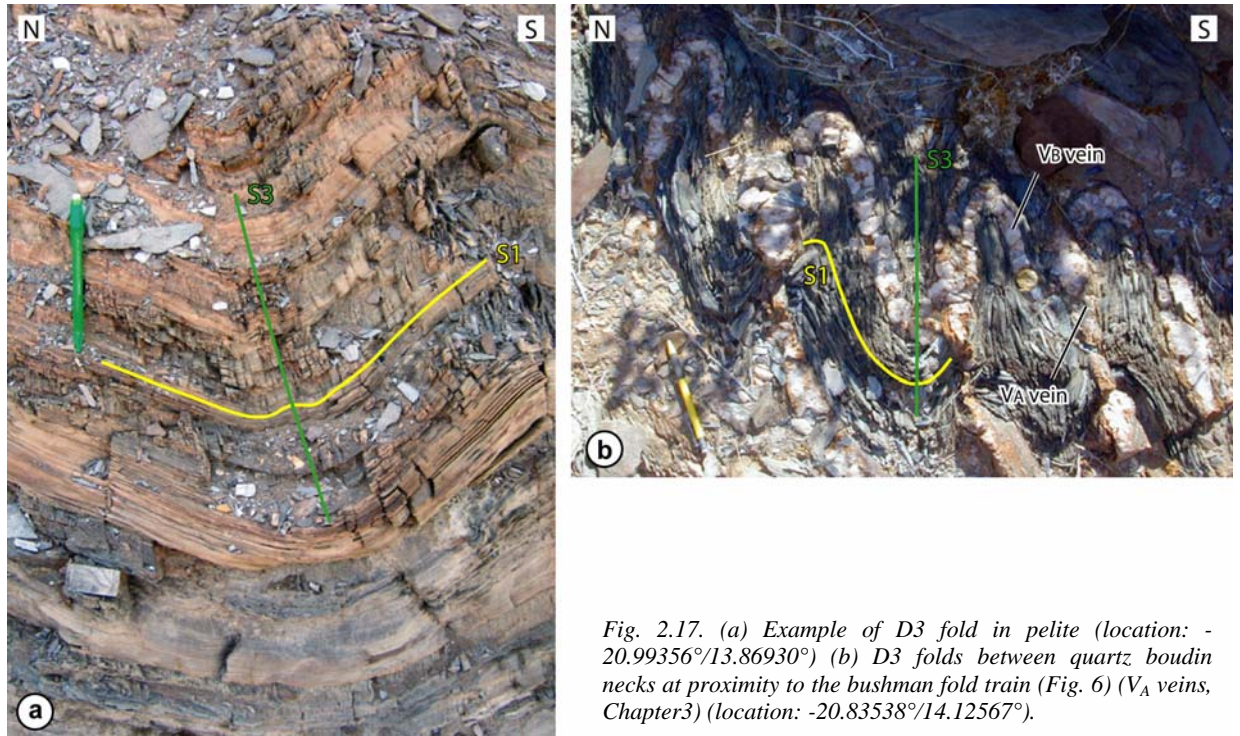 N
S
S3
S1
a
N
S
S3
VB vein
S1
VA vein
b
Fig. 2.17. (a) Example of D3 fold in pelite (location: -
20.99356°/13.86930°) (b) D3 folds between quartz boudin
necks at proximity to the bushman fold train (Fig. 6) (VA veins,
Chapter3) (location: -20.83538°/14.12567°).